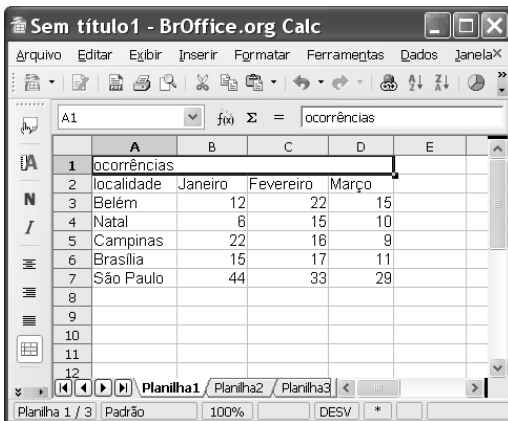 Sem título1 - BrOffice.org Calc
Arquivo Editar Exibir Inserir Formatar Ferramentas Dados Janela
A1 f(x) Σ = ocorrências
A B C D E
1 ocorrências
2 localidade Janeiro Fevereiro Março
3 Belém 12 22 15
4 Natal 6 15 10
5 Campinas 22 16 9
6 Brasília 15 17 11
7 São Paulo 44 33 29
8
9
10
11
12
Planilha1 Planilha2 Planilha3
Planilha 1 / 3 Padrão 100% DESV *